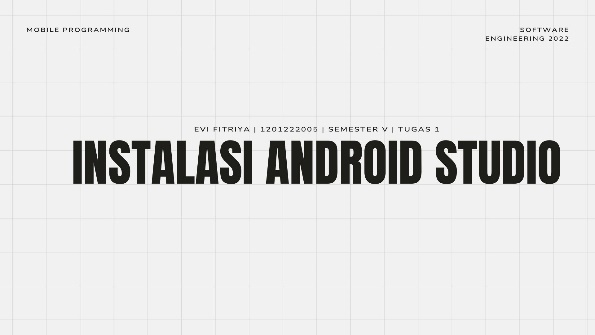 MOBILE PROGRAMMING
SOFTWARE
ENGINEERING 2022
EVI FITRIYA | 1201222005 | SEMESTER V | TUGAS 1
INSTALASI ANDROID STUDIO